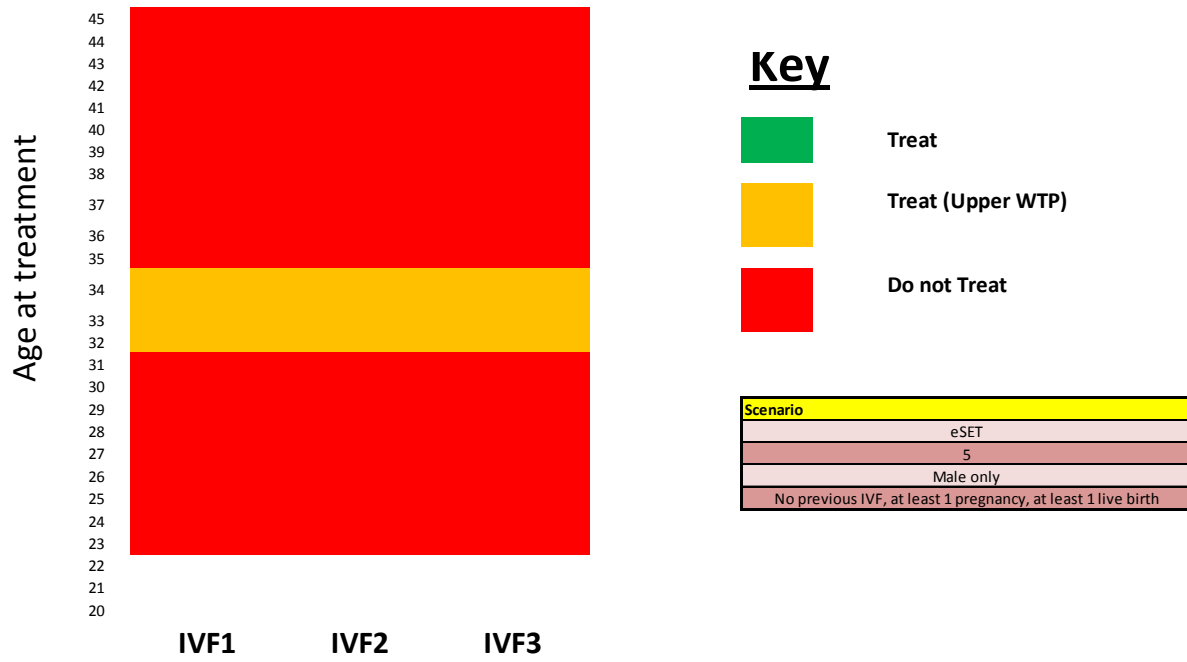 Age at treatment
45
44
43
42
41
40
39
38
37
36
35
34
33
32
31
30
29
28
27
26
25
24
23
22
21
20
IVF1 IVF2 IVF3
Key
Treat
Treat (Upper WTP)
Do not Treat
Scenario
eSET
5
Male only
No previous IVF, at least 1 pregnancy, at least 1 live birth